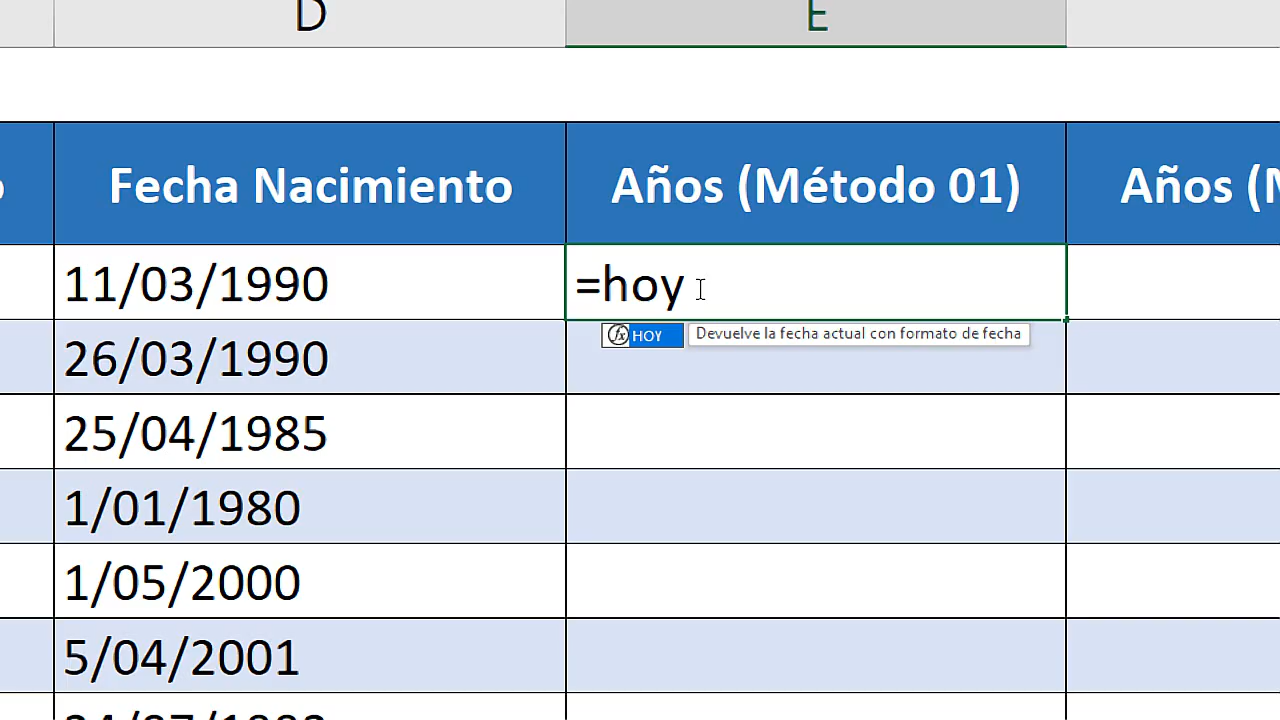 D E
Fecha Nacimiento Años (Método 01) Años (
11/03/1990 =hoy
HOY Devuelve la fecha actual con formato de fecha
26/03/1990
25/04/1985
1/01/1980
1/05/2000
5/04/2001